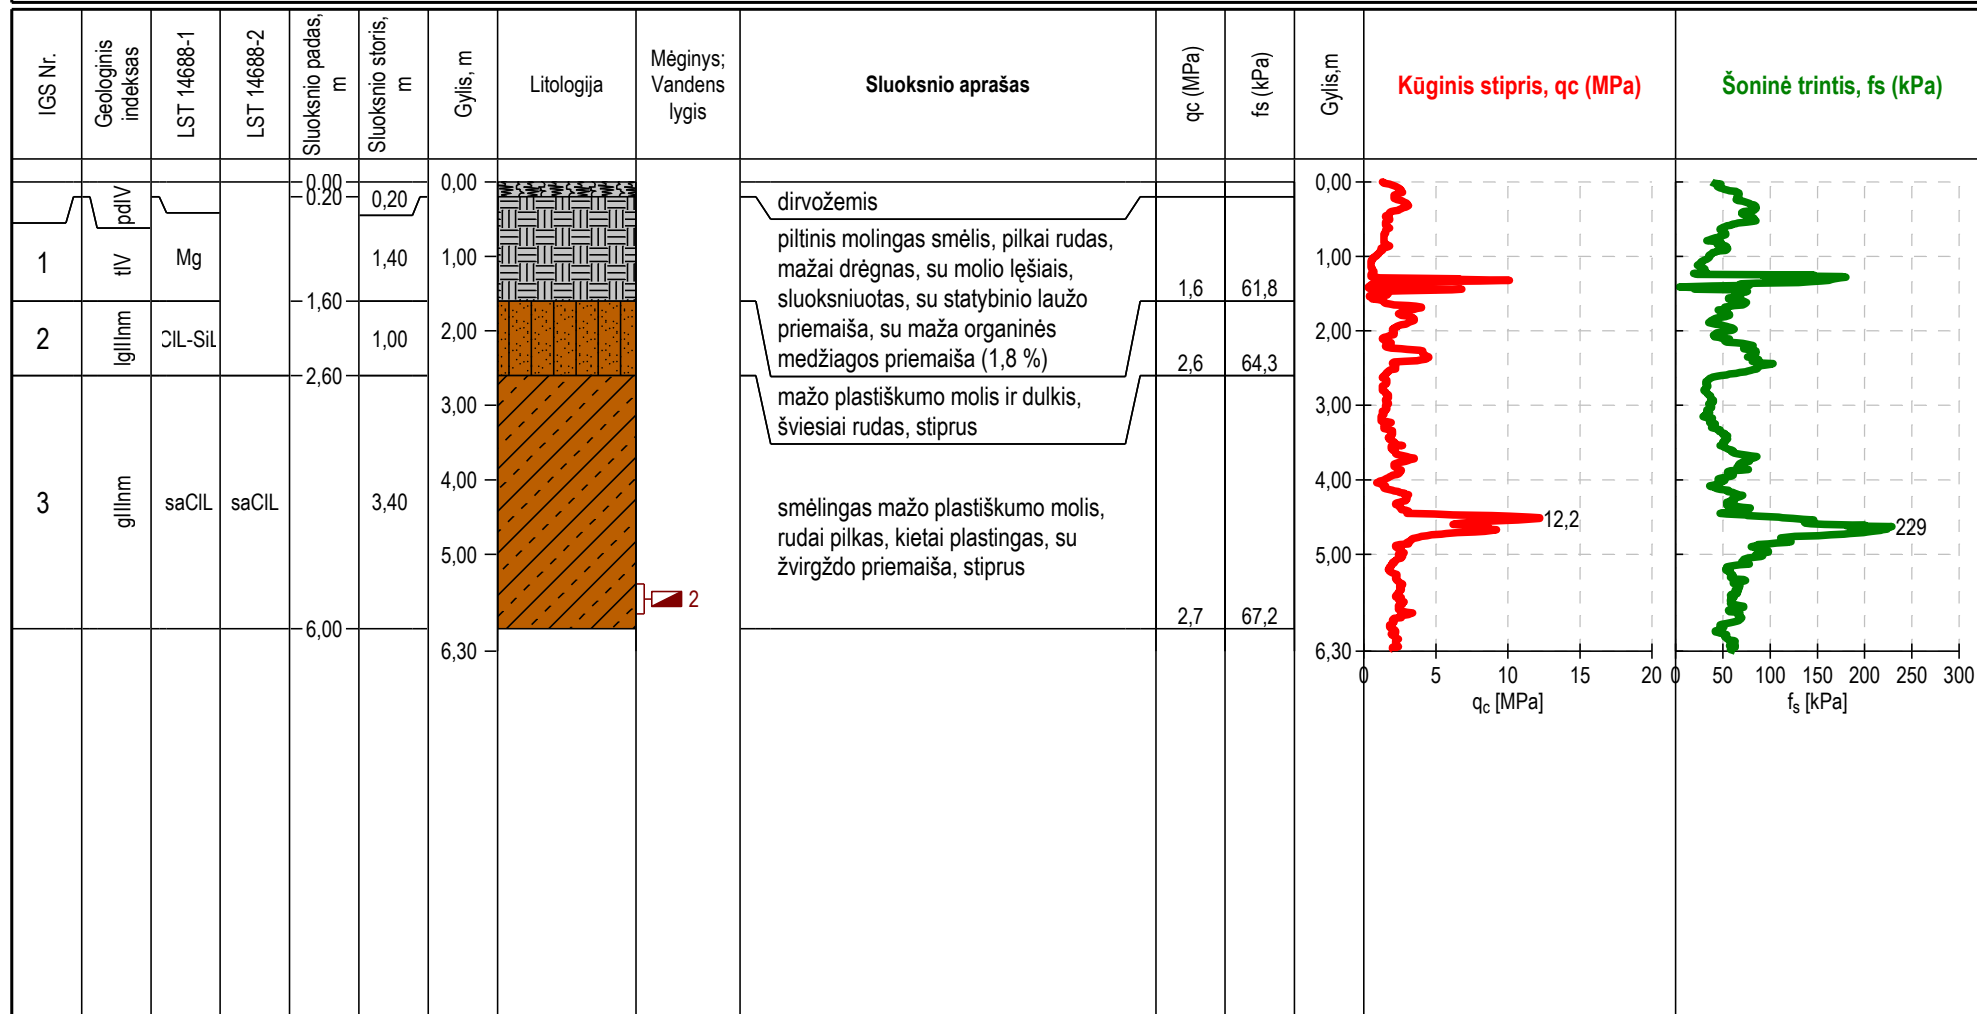 IGS Nr.
Geologinis
indeksas
LST 14688-1
LST 14688-2
Sluoksnio padas,
m
Sluoksnio storis,
m
Gylis, m
Litologija
Mėginys;
Vandens
lygis
Sluoksnio aprašas
qc (MPa)
fs (kPa)
Gylis,m
Kūginis stipris, qc (MPa)
Šoninė trintis, fs (kPa)
pdIV
0,00
0,20
0,20
0,00
dirvožemis
0,00
1
tIV
Mg
1,60
1,40
1,00
piltinis molingas smėlis, pilkai rudas,
mažai drėgnas, su molio lęšiais,
sluoksniuotas, su statybinio laužo
priemaiša, su maža organinės
medžiagos priemaiša (1,8 %)
1,6
61,8
1,00
2
lgIIInm
ClL-SiL
2,60
1,00
2,00
mažo plastiškumo molis ir dulkis,
šviesiai rudas, stiprus
2,6
64,3
2,00
3
gIIInm
saClL
saClL
6,00
3,40
3,00
4,00
5,00
6,30
2
smėlingas mažo plastiškumo molis,
rudai pilkas, kietai plastingas, su
žvirgždo priemaiša, stiprus
2,7
67,2
3,00
4,00
5,00
6,30
12,2
229
0 5 10 15 20
qc [MPa]
0 50 100 150 200 250 300
fs [kPa]